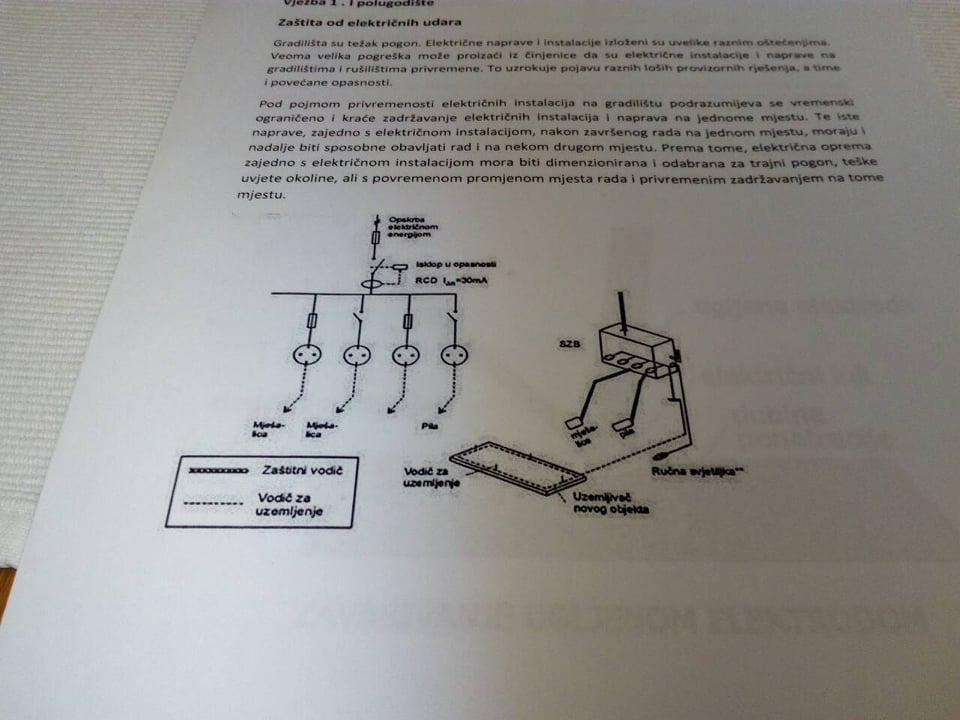 Vježba 1 . I polugodište
Zaštita od električnih udara
Gradilišta su težak pogon. Električne naprave i instalacije izloženi su uvelike raznim oštećenjima.
Veoma velika pogreška može proizaći iz činjenice da su električne instalacije i naprave na
gradilištima i rušilištima privremene. To uzrokuje pojavu raznih loših provizornih rješenja, a time
i povećane opasnosti.
Pod pojmom privremenosti električnih instalacija na gradilištu podrazumijeva se vremenski
ograničeno i kraće zadržavanje električnih instalacija i naprava na jednome mjestu. Te iste
naprave, zajedno s električnom instalacijom, nakon završenog rada na jednom mjestu, moraju i
nadalje biti sposobne obavljati rad i na nekom drugom mjestu. Prema tome, električna oprema
zajedno s električnom instalacijom mora biti dimenzionirana i odabrana za trajni pogon, teške
uvjete okoline, ali s povremenom promjenom mjesta rada i privremenim zadržavanjem na tome
mjestu.
Opskrba
električnom
energijom
Isklop u opasnosti
RCD IΔn=30mA
Mješa-
lica
Mješa-
lica
Pila
SZB
mješa-
lica
pila
Ručna svjetiljka**
Vodič za
uzemljenje
Uzemljivač
novog objekta
Zaštitni vodič
Vodič za
uzemljenje